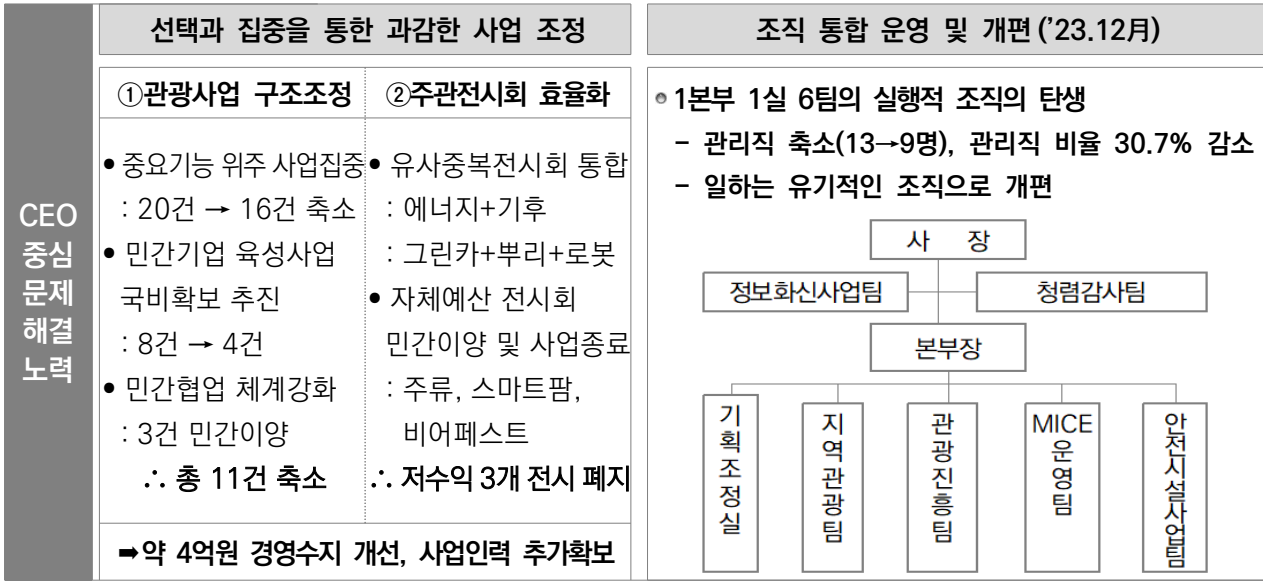 CEO
중심
문제
해결
노력
선택과 집중을 통한 과감한 사업 조정
①관광사업 구조조정
• 중요기능 위주 사업집중
: 20건 → 16건 축소
• 민간기업 육성사업
국비확보 추진
: 8건 → 4건
• 민간협업 체계강화
: 3건 민간이양
∴ 총 11건 축소
②주관전시회 효율화
• 유사중복전시회 통합
: 에너지+기후
: 그린카+뿌리+로봇
• 자체예산 전시회
민간이양 및 사업종료
: 주류, 스마트팜,
비어페스트
∴ 저수익 3개 전시 폐지
➡약 4억원 경영수지 개선, 사업인력 추가확보
조직 통합 운영 및 개편('23.12月)
1본부 1실 6팀의 실행적 조직의 탄생
- 관리직 축소(13→9명), 관리직 비율 30.7% 감소
- 일하는 유기적인 조직으로 개편
사 장
정보화신사업팀
청렴감사팀
본부장
기획조정실
지역관광팀
관광진흥팀
MICE운영팀
안전시설사업팀